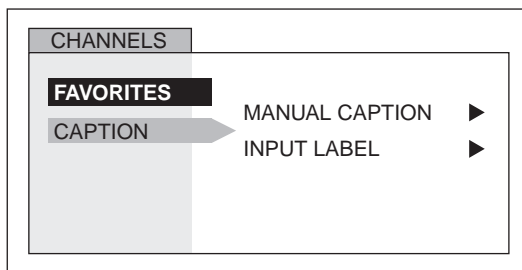 CHANNELS
FAVORITES
CAPTION
MANUAL CAPTION
INPUT LABEL